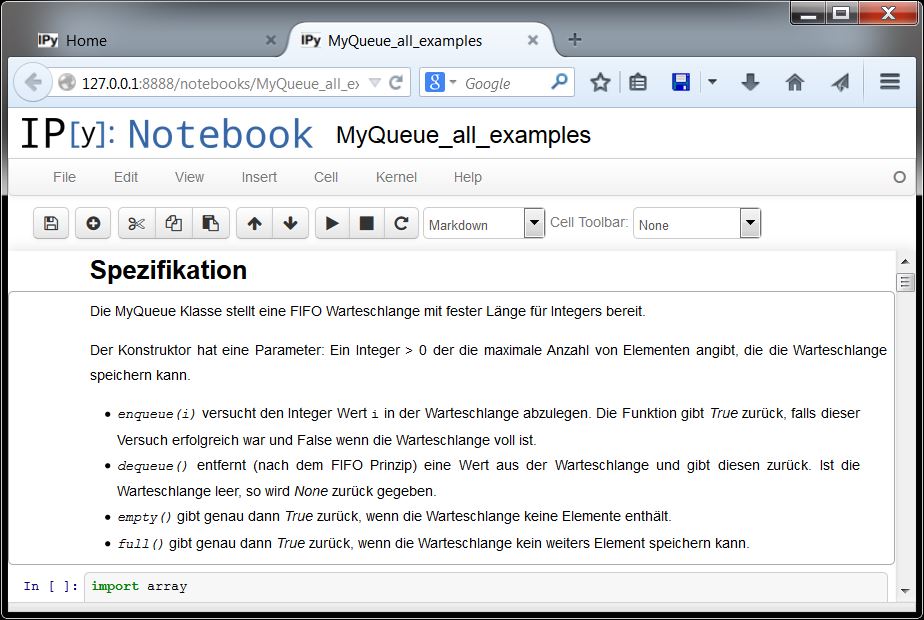 IPy Home
IPy MyQueue_all_examples
127.0.0.1:8888/notebooks/MyQueue_all_e
Google
IP[y]: Notebook MyQueue_all_examples
File Edit View Insert Cell Kernel Help
Markdown Cell Toolbar: None
Spezifikation
Die MyQueue Klasse stellt eine FIFO Warteschlange mit fester Länge für Integers bereit.
Der Konstruktor hat eine Parameter: Ein Integer > 0 der die maximale Anzahl von Elementen angibt, die die Warteschlange
speichern kann.
• enqueue(i) versucht den Integer Wert i in der Warteschlange abzulegen. Die Funktion gibt True zurück, falls dieser
Versuch erfolgreich war und False wenn die Warteschlange voll ist.
• dequeue() entfernt (nach dem FIFO Prinzip) eine Wert aus der Warteschlange und gibt diesen zurück. Ist die
Warteschlange leer, so wird None zurück gegeben.
• empty() gibt genau dann True zurück, wenn die Warteschlange keine Elemente enthält.
• full() gibt genau dann True zurück, wenn die Warteschlange kein weiters Element speichern kann.
In [ ]: import array